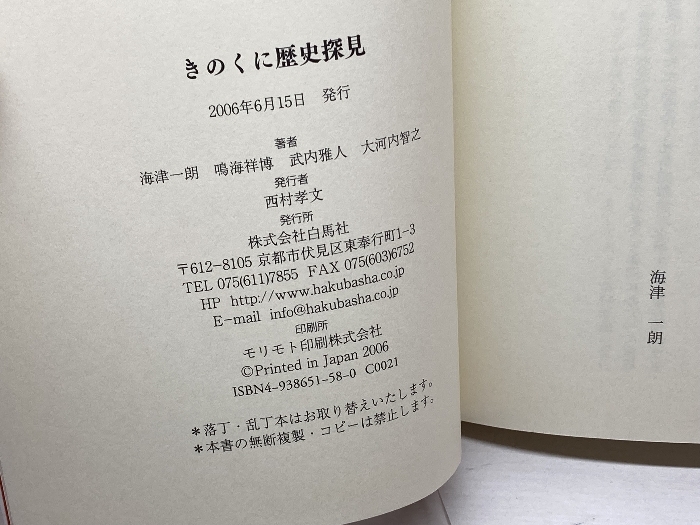 きのくに歴史探見
2006年6月15日 発行
著者
海津一朗 鳴海祥博 武内雅人 大河内智之
発行者
西村孝文
発行所
株式会社白馬社
〒612-8105 京都市伏見区東奉行町1-3
TEL 075(611)7855 FAX 075(603)6752
HP http://www.hakubasha.co.jp
E-mail info@hakubasha.co.jp
印刷所
モリモト印刷株式会社
©Printed in Japan 2006
ISBN4-938651-58-0 C0021
*落丁・乱丁本はお取り替えいたします。
*本書の無断複製・コピーは禁止します。
海津 一朗